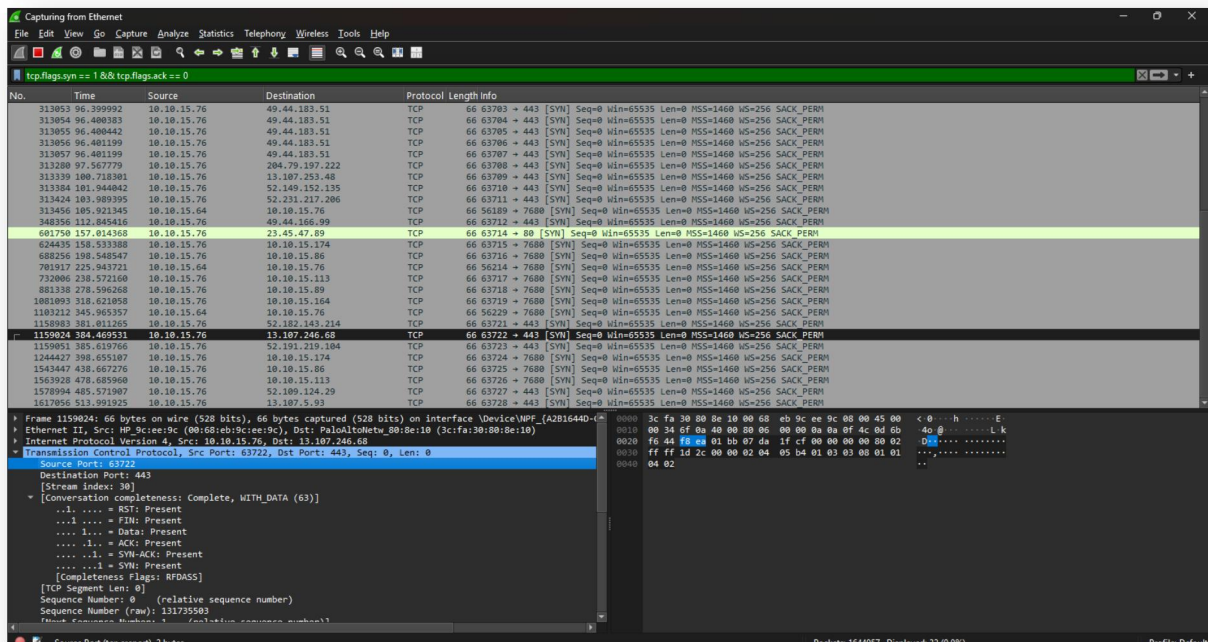 Capturing from Ethernet
File Edit View Go Capture Analyze Statistics Telephony Wireless Tools Help
tcp.flags.syn == 1 && tcp.flags.ack == 0
No. Time Source Destination Protocol Length Info
313053 96.399992 10.10.15.76 49.44.183.51 TCP 66 63703 → 443 [SYN] Seq=0 Win=65535 Len=0 MSS=1460 WS=256 SACK_PERM
313054 96.400383 10.10.15.76 49.44.183.51 TCP 66 63704 → 443 [SYN] Seq=0 Win=65535 Len=0 MSS=1460 WS=256 SACK_PERM
313055 96.400442 10.10.15.76 49.44.183.51 TCP 66 63705 → 443 [SYN] Seq=0 Win=65535 Len=0 MSS=1460 WS=256 SACK_PERM
313056 96.401199 10.10.15.76 49.44.183.51 TCP 66 63706 → 443 [SYN] Seq=0 Win=65535 Len=0 MSS=1460 WS=256 SACK_PERM
313057 96.401199 10.10.15.76 49.44.183.51 TCP 66 63707 → 443 [SYN] Seq=0 Win=65535 Len=0 MSS=1460 WS=256 SACK_PERM
313280 97.567779 10.10.15.76 204.79.197.222 TCP 66 63708 → 443 [SYN] Seq=0 Win=65535 Len=0 MSS=1460 WS=256 SACK_PERM
313339 100.718301 10.10.15.76 13.107.253.48 TCP 66 63709 → 443 [SYN] Seq=0 Win=65535 Len=0 MSS=1460 WS=256 SACK_PERM
313384 101.944042 10.10.15.76 52.149.152.135 TCP 66 63710 → 443 [SYN] Seq=0 Win=65535 Len=0 MSS=1460 WS=256 SACK_PERM
313424 103.989395 10.10.15.76 52.231.217.206 TCP 66 63711 → 443 [SYN] Seq=0 Win=65535 Len=0 MSS=1460 WS=256 SACK_PERM
313456 105.921345 10.10.15.64 10.10.15.76 TCP 66 56189 → 7680 [SYN] Seq=0 Win=65535 Len=0 MSS=1460 WS=256 SACK_PERM
348356 112.845416 10.10.15.76 49.44.166.99 TCP 66 63712 → 443 [SYN] Seq=0 Win=65535 Len=0 MSS=1460 WS=256 SACK_PERM
601750 157.014368 10.10.15.76 23.45.47.89 TCP 66 63714 → 80 [SYN] Seq=0 Win=65535 Len=0 MSS=1460 WS=256 SACK_PERM
624435 158.533388 10.10.15.76 10.10.15.174 TCP 66 63715 → 7680 [SYN] Seq=0 Win=65535 Len=0 MSS=1460 WS=256 SACK_PERM
688256 198.548547 10.10.15.76 10.10.15.86 TCP 66 63716 → 7680 [SYN] Seq=0 Win=65535 Len=0 MSS=1460 WS=256 SACK_PERM
701917 225.943721 10.10.15.64 10.10.15.76 TCP 66 56214 → 7680 [SYN] Seq=0 Win=65535 Len=0 MSS=1460 WS=256 SACK_PERM
732006 238.572160 10.10.15.76 10.10.15.113 TCP 66 63717 → 7680 [SYN] Seq=0 Win=65535 Len=0 MSS=1460 WS=256 SACK_PERM
881338 278.596268 10.10.15.76 10.10.15.89 TCP 66 63718 → 7680 [SYN] Seq=0 Win=65535 Len=0 MSS=1460 WS=256 SACK_PERM
1081093 318.621058 10.10.15.76 10.10.15.164 TCP 66 63719 → 7680 [SYN] Seq=0 Win=65535 Len=0 MSS=1460 WS=256 SACK_PERM
1103212 345.965357 10.10.15.64 10.10.15.76 TCP 66 56229 → 7680 [SYN] Seq=0 Win=65535 Len=0 MSS=1460 WS=256 SACK_PERM
1158983 381.011265 10.10.15.76 52.182.143.214 TCP 66 63721 → 443 [SYN] Seq=0 Win=65535 Len=0 MSS=1460 WS=256 SACK_PERM
1159024 384.469531 10.10.15.76 13.107.246.68 TCP 66 63722 → 443 [SYN] Seq=0 Win=65535 Len=0 MSS=1460 WS=256 SACK_PERM
1159051 385.619766 10.10.15.76 52.191.219.104 TCP 66 63723 → 443 [SYN] Seq=0 Win=65535 Len=0 MSS=1460 WS=256 SACK_PERM
1244427 398.655107 10.10.15.76 10.10.15.174 TCP 66 63724 → 7680 [SYN] Seq=0 Win=65535 Len=0 MSS=1460 WS=256 SACK_PERM
1543447 438.667276 10.10.15.76 10.10.15.86 TCP 66 63725 → 7680 [SYN] Seq=0 Win=65535 Len=0 MSS=1460 WS=256 SACK_PERM
1563928 478.685960 10.10.15.76 10.10.15.113 TCP 66 63726 → 7680 [SYN] Seq=0 Win=65535 Len=0 MSS=1460 WS=256 SACK_PERM
1578994 485.571907 10.10.15.76 52.109.124.29 TCP 66 63727 → 443 [SYN] Seq=0 Win=65535 Len=0 MSS=1460 WS=256 SACK_PERM
1617056 513.991925 10.10.15.76 13.107.5.93 TCP 66 63728 → 443 [SYN] Seq=0 Win=65535 Len=0 MSS=1460 WS=256 SACK_PERM
Frame 1159024: 66 bytes on wire (528 bits), 66 bytes captured (528 bits) on interface \Device\NPF_{A2B1644D-
Ethernet II, Src: HP_9c:ee:9c (00:68:eb:9c:ee:9c), Dst: PaloAltoNetw_80:8e:10 (3c:fa:30:80:8e:10)
Internet Protocol Version 4, Src: 10.10.15.76, Dst: 13.107.246.68
Transmission Control Protocol, Src Port: 63722, Dst Port: 443, Seq: 0, Len: 0
Source Port: 63722
Destination Port: 443
[Stream index: 30]
[Conversation completeness: Complete, WITH_DATA (63)]
..1. .... = RST: Present
...1 .... = FIN: Present
.... 1... = Data: Present
.... .1.. = ACK: Present
.... ..1. = SYN-ACK: Present
.... ...1 = SYN: Present
[Completeness Flags: RFDASS]
[TCP Segment Len: 0]
Sequence Number: 0 (relative sequence number)
Sequence Number (raw): 131735503
[Next Sequence Number: 1 (relative sequence number)]
0000 3c fa 30 80 8e 10 00 68 eb 9c ee 9c 08 00 45 00 <·0····h ······E·
0010 00 34 6f 0a 40 00 80 06 00 00 0a 0a 0f 4c 0d 6b ·4o·@··· ·····L·k
0020 f6 44 f8 ea 01 bb 07 da 1f cf 00 00 00 00 80 02 ·D······ ········
0030 ff ff 1d 2c 00 00 02 04 05 b4 01 03 03 08 01 01 ···,···· ········
0040 04 02 ··